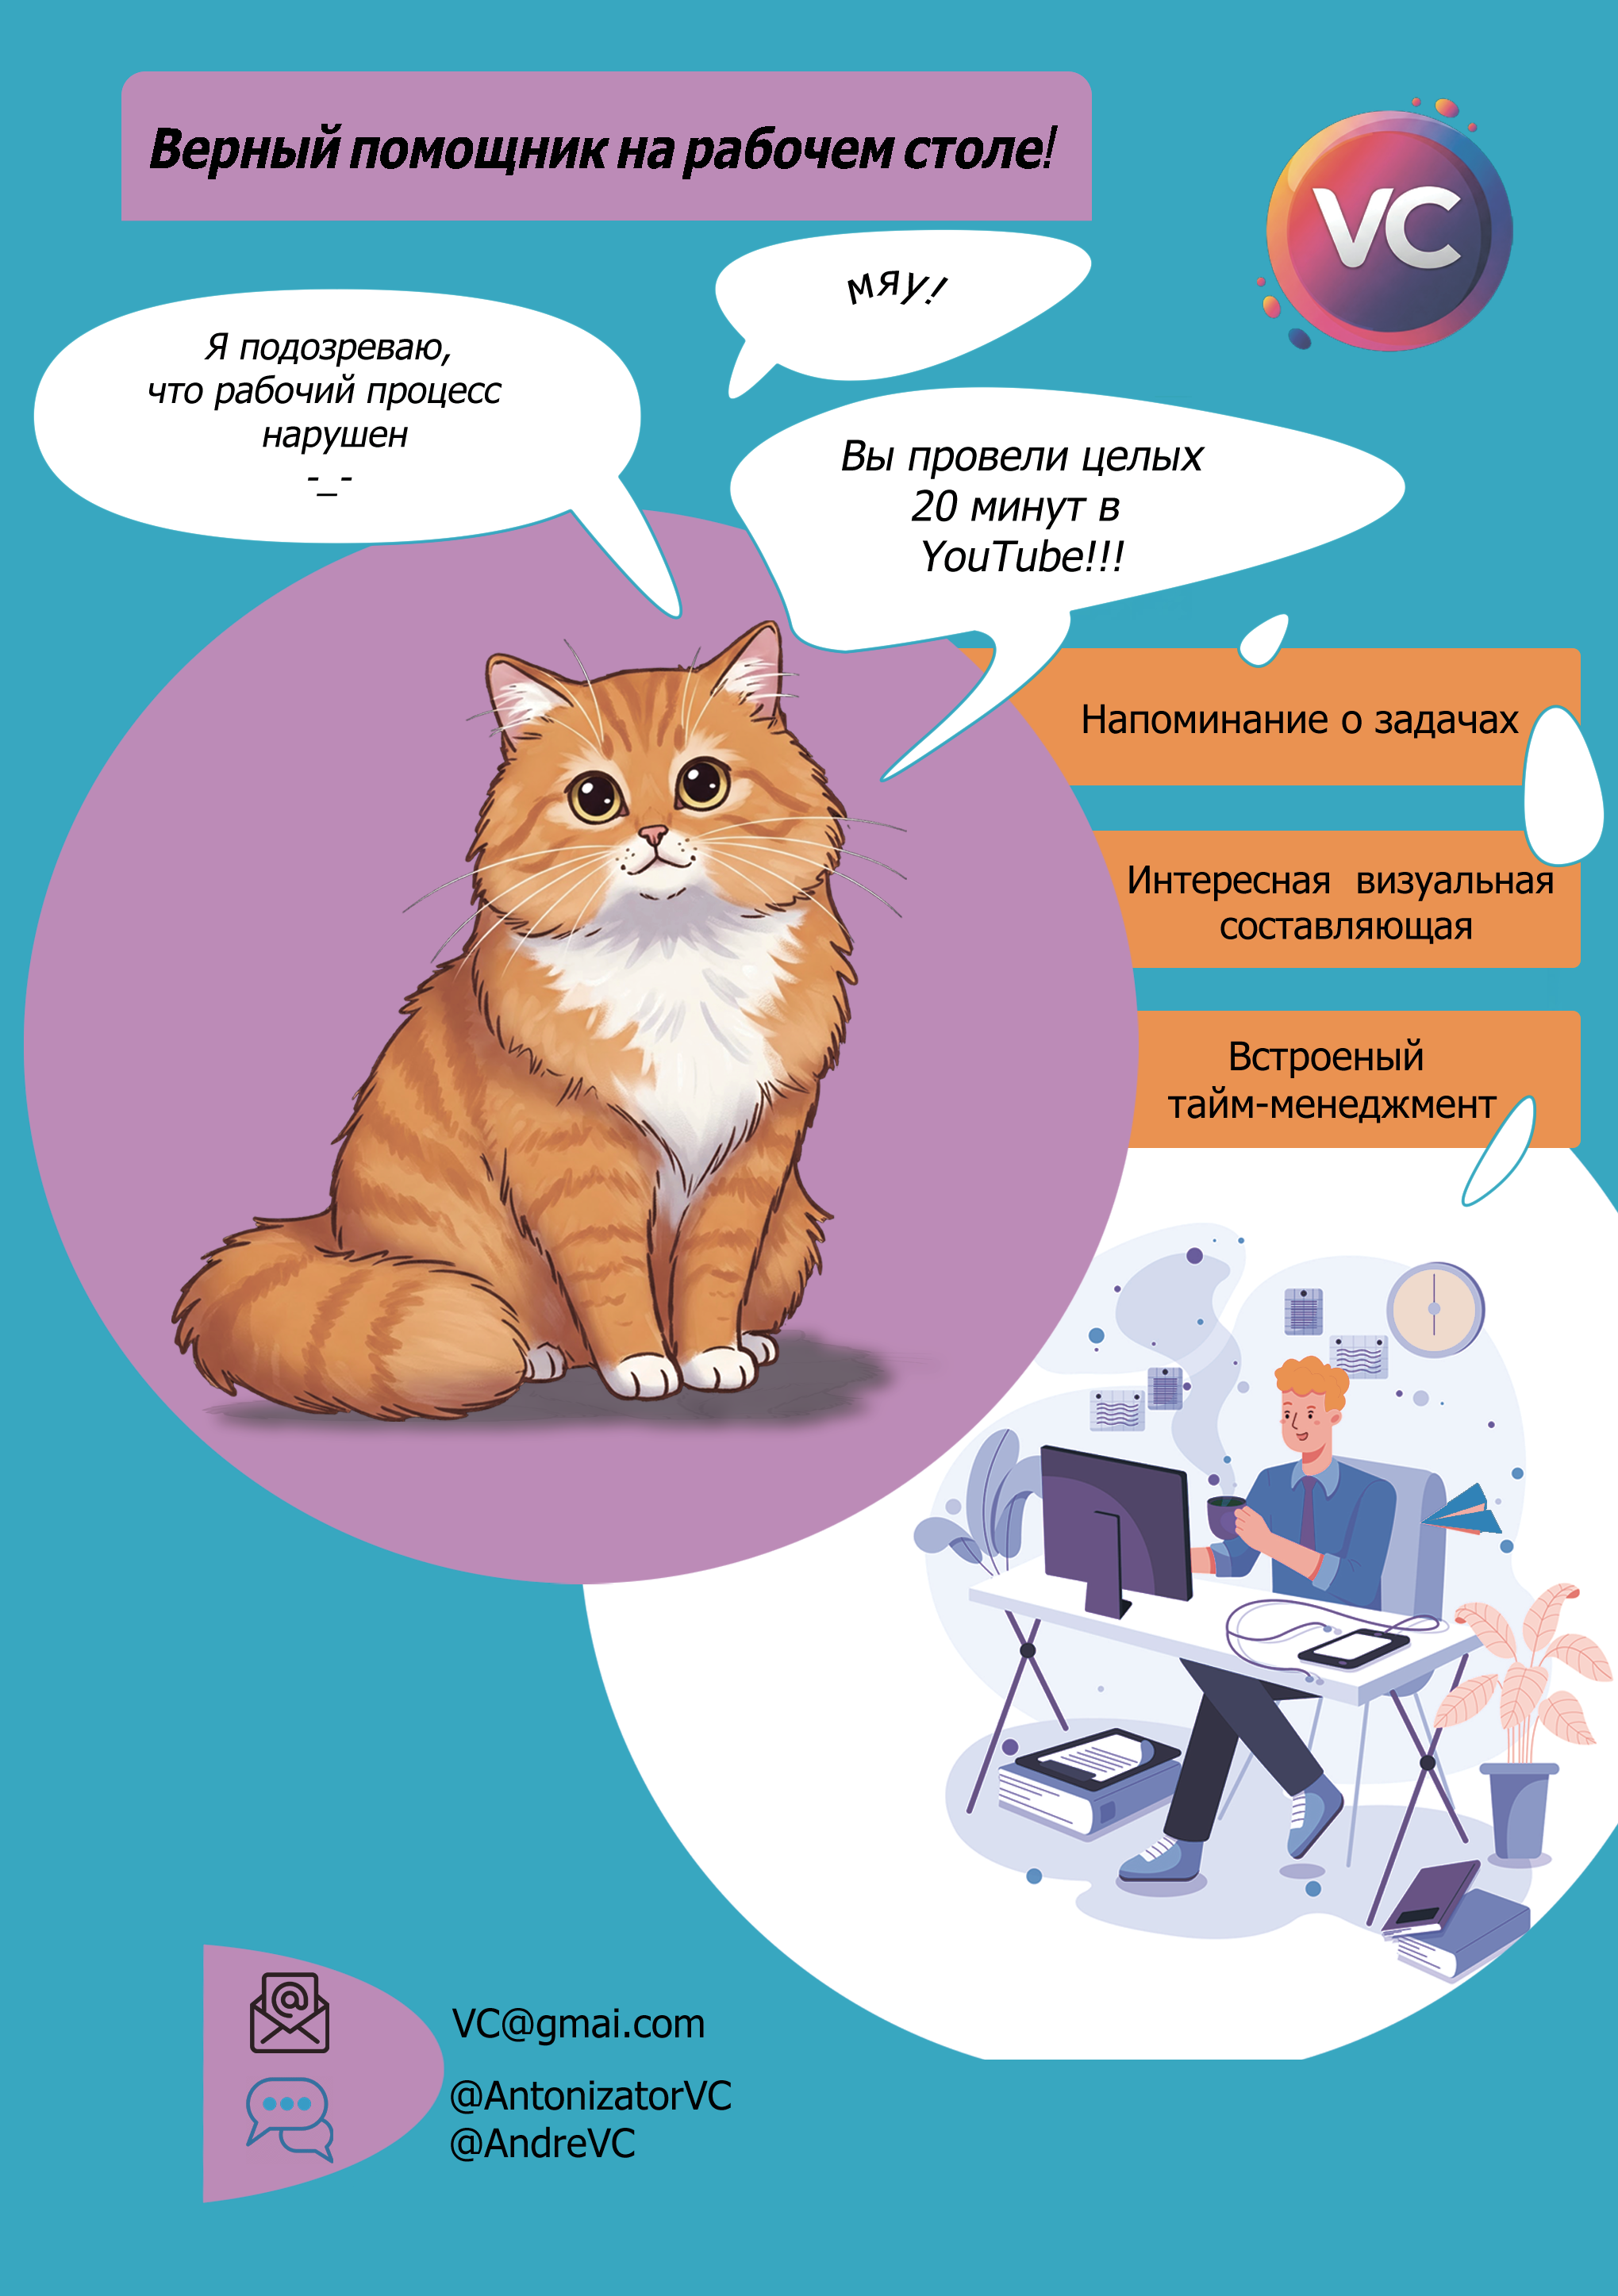 Верный помощник на рабочем столе!
VC
мяу!
Я подозреваю,
что рабочий процесс
нарушен
-_-
Вы провели целых
20 минут в
YouTube!!!
Напоминание о задачах
Интересная визуальная
составляющая
Встроеный
тайм-менеджмент
VC@gmai.com
@AntonizatorVC
@AndreVC